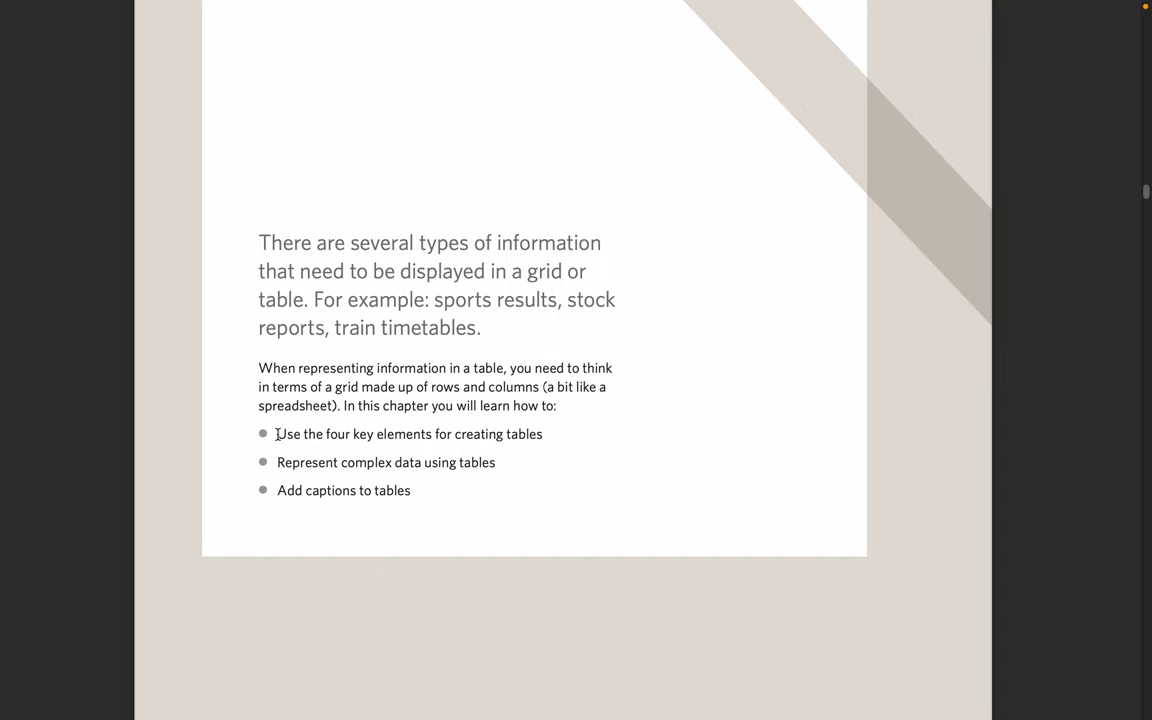 There are several types of information
that need to be displayed in a grid or
table. For example: sports results, stock
reports, train timetables.
When representing information in a table, you need to think
in terms of a grid made up of rows and columns (a bit like a
spreadsheet). In this chapter you will learn how to:
Use the four key elements for creating tables
Represent complex data using tables
Add captions to tables